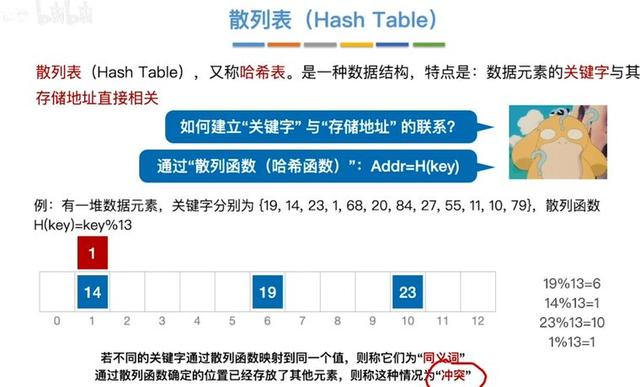 散列表（Hash Table）
散列表（Hash Table），又称哈希表。是一种数据结构，特点是：数据元素的关键字与其
存储地址直接相关
如何建立“关键字”与“存储地址”的联系？
通过“散列函数（哈希函数）”：Addr=H(key)
例：有一堆数据元素，关键字分别为 {19, 14, 23, 1, 68, 20, 84, 27, 55, 11, 10, 79}，散列函数
H(key)=key%13
1
14 19 23
0 1 2 3 4 5 6 7 8 9 10 11 12
19%13=6
14%13=1
23%13=10
1%13=1
若不同的关键字通过散列函数映射到同一个值，则称它们为“同义词”
通过散列函数确定的位置已经存放了其他元素，则称这种情况为“冲突”